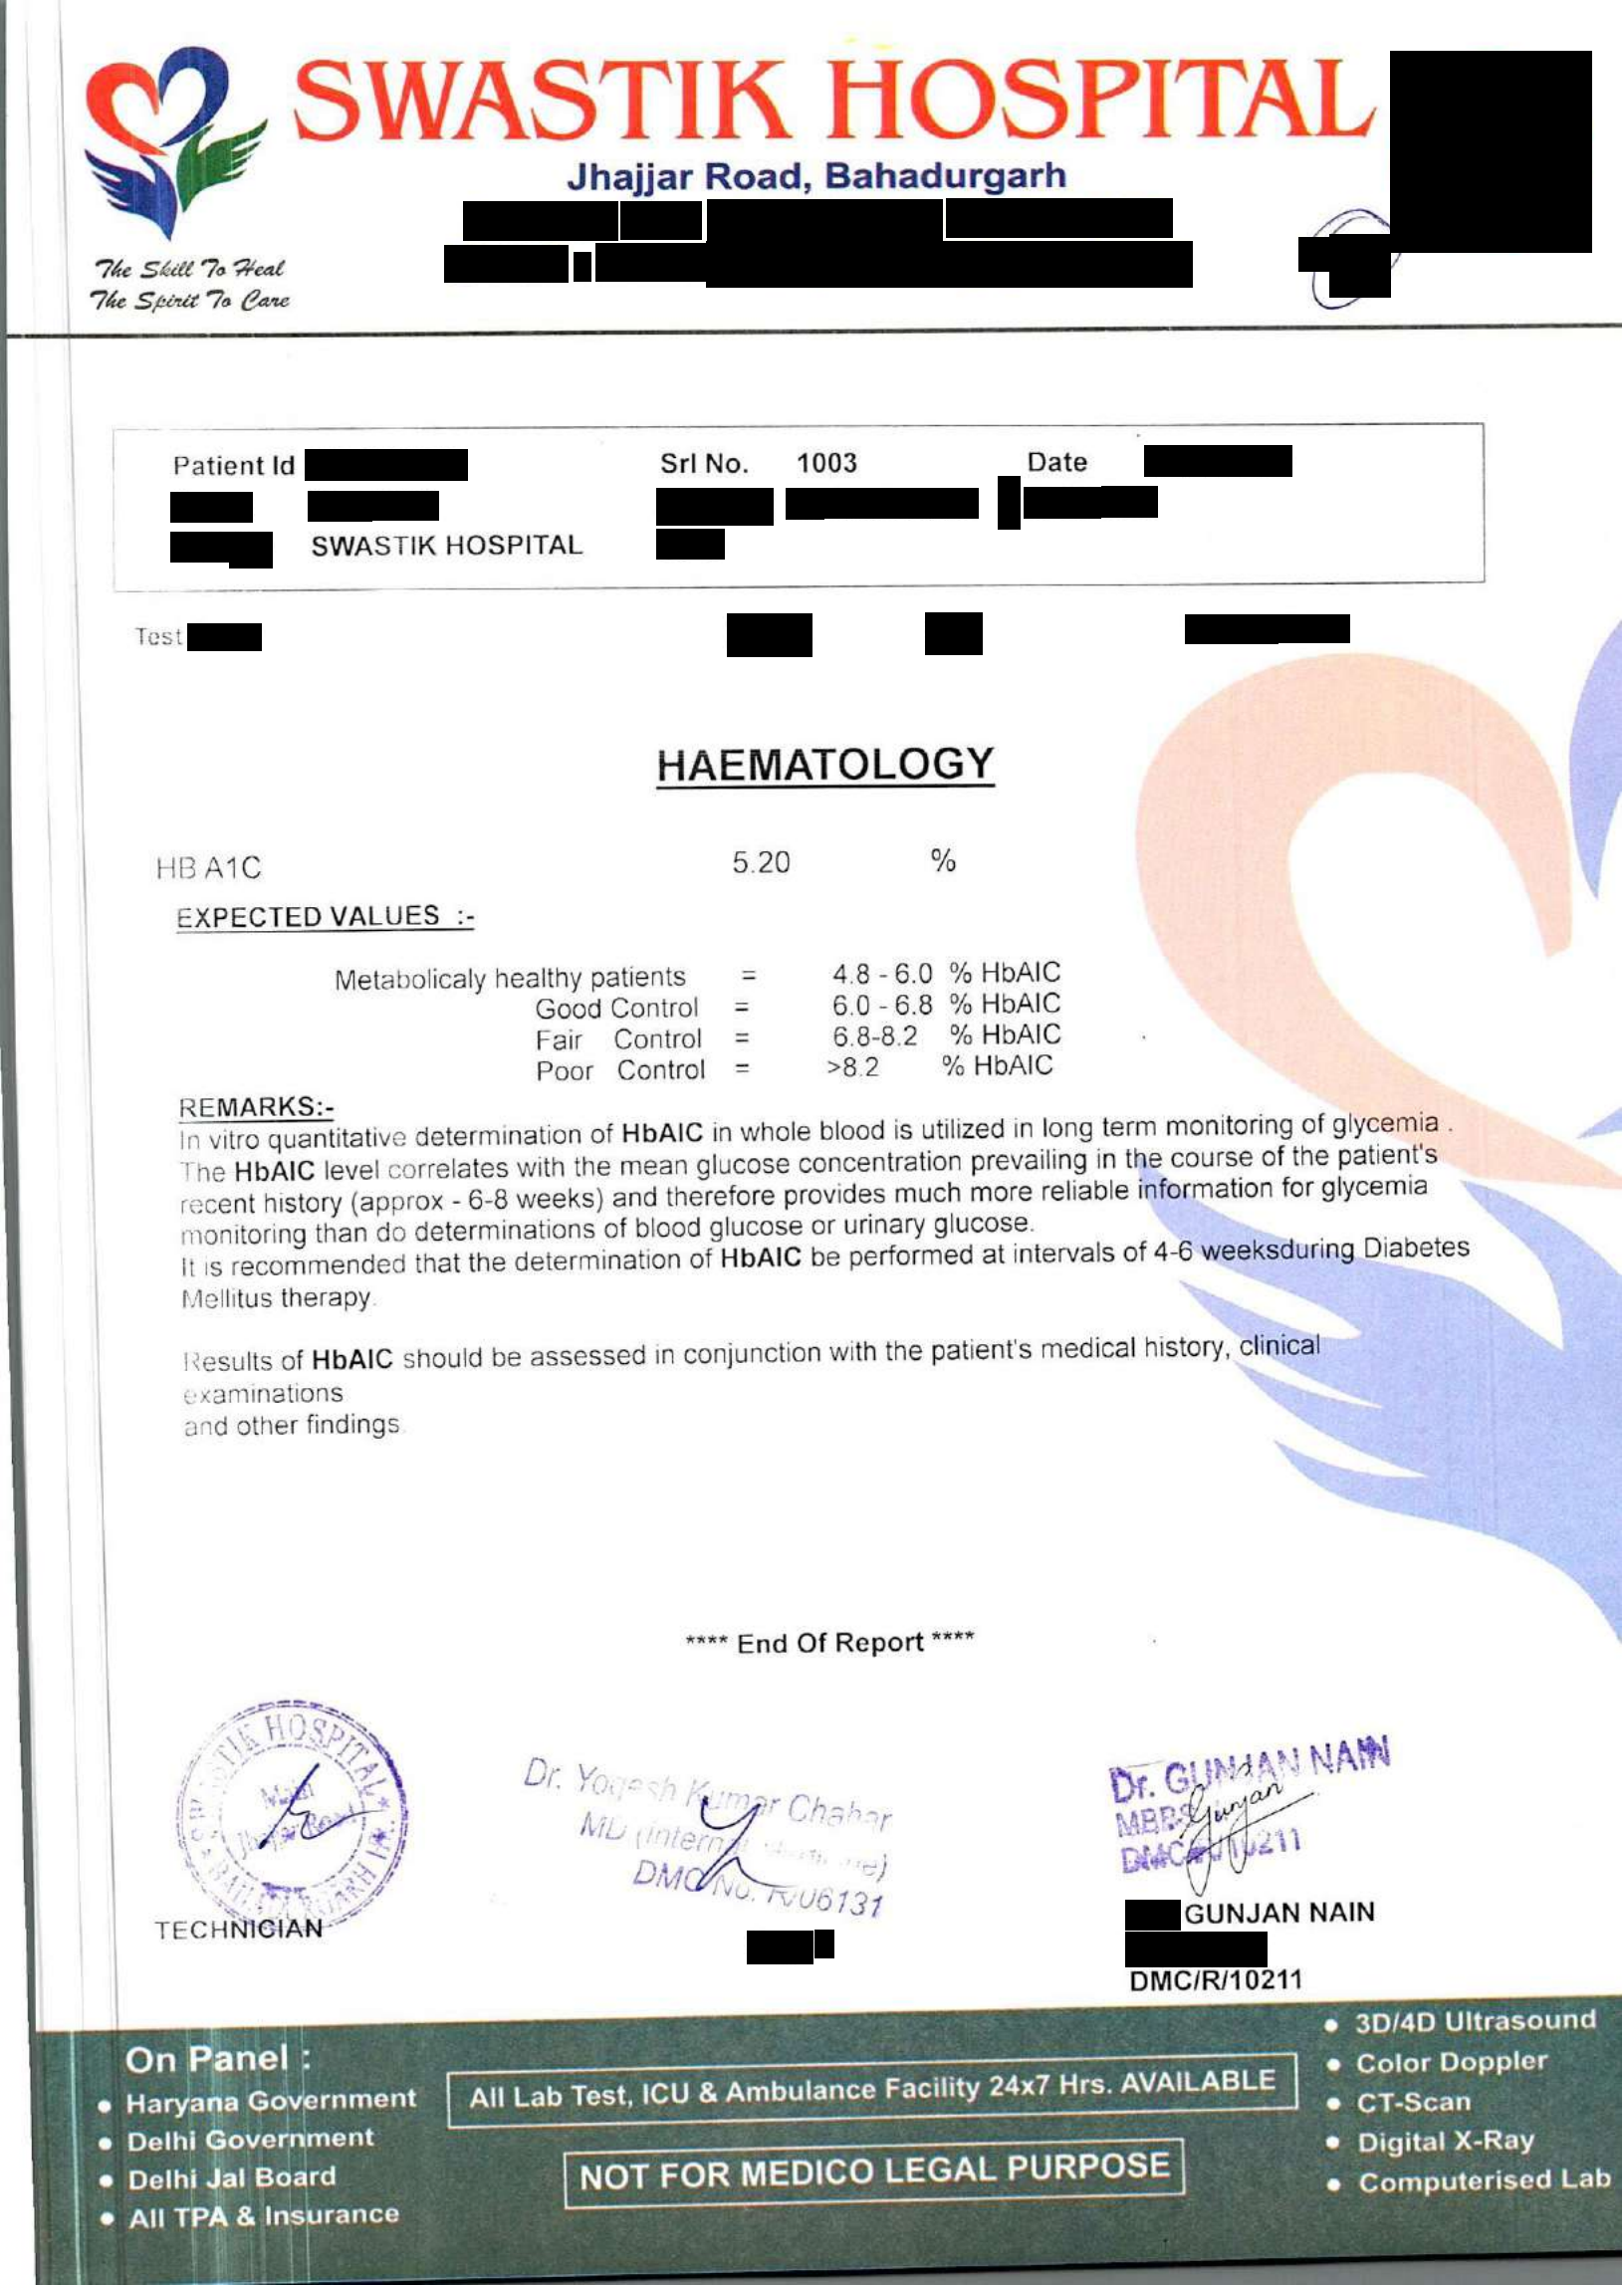 SWASTIK HOSPITAL
Jhajjar Road, Bahadurgarh
The Skill To Heal
The Spirit To Care
Patient Id Srl No. 1003 Date
SWASTIK HOSPITAL
Test
HAEMATOLOGY
HB A1C 5.20 %
EXPECTED VALUES :-
Metabolicaly healthy patients = 4.8 - 6.0 % HbAIC
Good Control = 6.0 - 6.8 % HbAIC
Fair Control = 6.8-8.2 % HbAIC
Poor Control = >8.2 % HbAIC
REMARKS:-
In vitro quantitative determination of HbAIC in whole blood is utilized in long term monitoring of glycemia .
The HbAIC level correlates with the mean glucose concentration prevailing in the course of the patient's
recent history (approx - 6-8 weeks) and therefore provides much more reliable information for glycemia
monitoring than do determinations of blood glucose or urinary glucose.
It is recommended that the determination of HbAIC be performed at intervals of 4-6 weeksduring Diabetes
Mellitus therapy.
Results of HbAIC should be assessed in conjunction with the patient's medical history, clinical
examinations
and other findings.
**** End Of Report ****
HOSPITAL
Main
Jhajjar Road
Dr. Yogesh Kumar Chahar
MD (internal
DMC No. R/06131
Dr. GUNJAN NAIN
MBBS Gunjan
DMC/R/10211
TECHNICIAN
GUNJAN NAIN
DMC/R/10211
On Panel :
• Haryana Government
• Delhi Government
• Delhi Jal Board
• All TPA & Insurance
All Lab Test, ICU & Ambulance Facility 24x7 Hrs. AVAILABLE
NOT FOR MEDICO LEGAL PURPOSE
• 3D/4D Ultrasound
• Color Doppler
• CT-Scan
• Digital X-Ray
• Computerised Lab